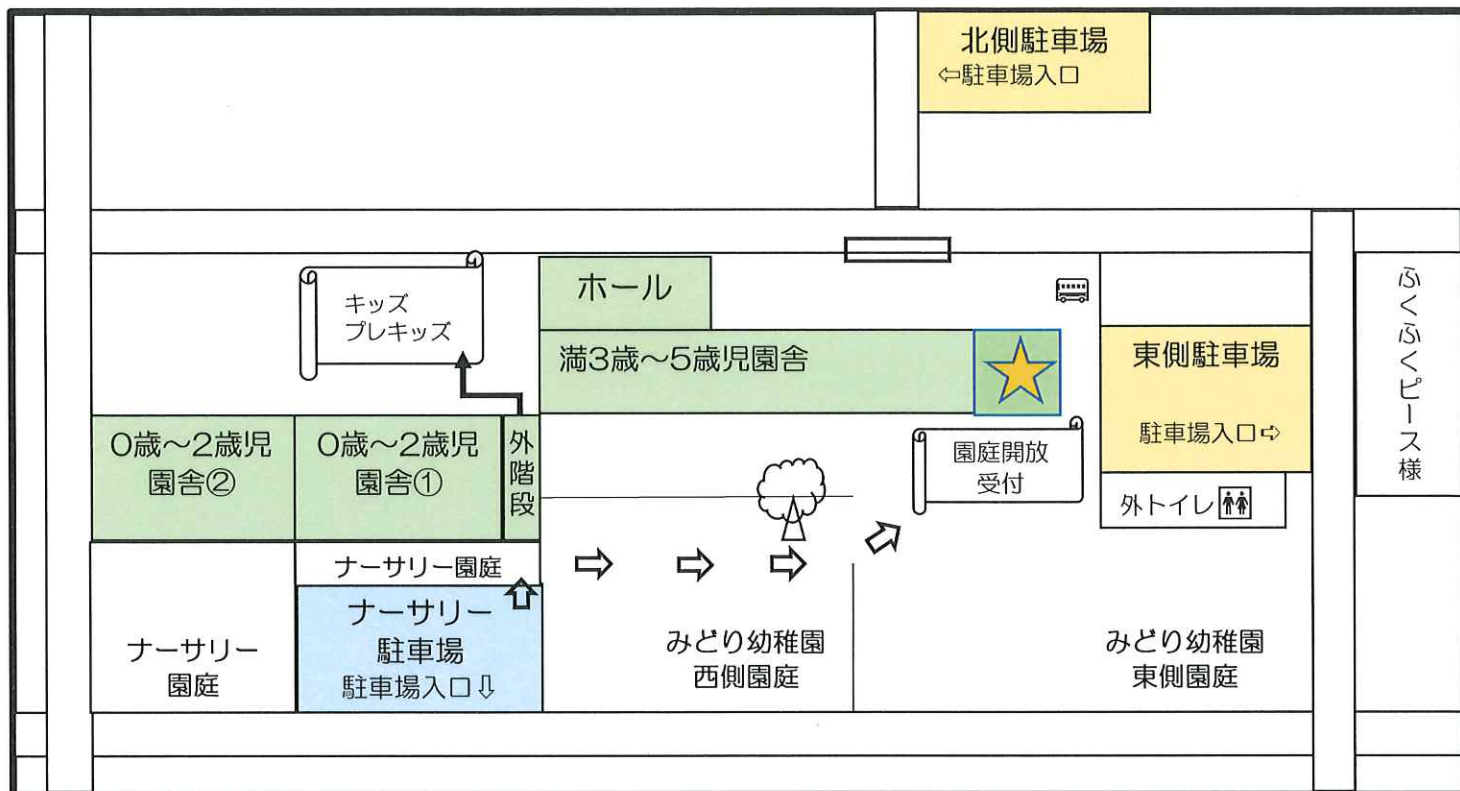 北側駐車場
⇦駐車場入口
キッズ
プレキッズ
ホール
満3歳～5歳児園舎
東側駐車場
駐車場入口⇨
ふくふくピース様
0歳～2歳児
園舎②
0歳～2歳児
園舎①
外階段
園庭開放
受付
外トイレ
ナーサリー園庭
ナーサリー
駐車場
駐車場入口⇩
ナーサリー
園庭
みどり幼稚園
西側園庭
みどり幼稚園
東側園庭